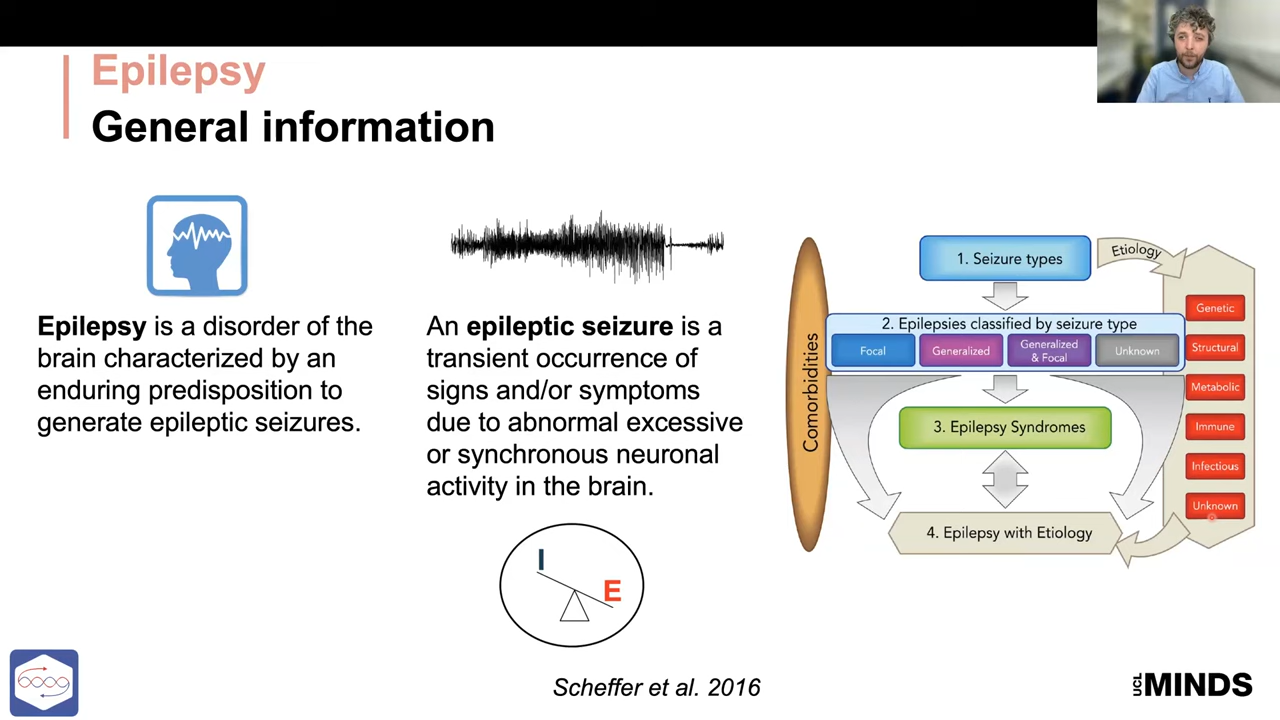 Epilepsy
General information
Epilepsy is a disorder of the
brain characterized by an
enduring predisposition to
generate epileptic seizures.
An epileptic seizure is a
transient occurrence of
signs and/or symptoms
due to abnormal excessive
or synchronous neuronal
activity in the brain.
I
E
Comorbidities
1. Seizure types
Etiology
2. Epilepsies classified by seizure type
Focal
Generalized
Generalized
& Focal
Unknown
3. Epilepsy Syndromes
4. Epilepsy with Etiology
Genetic
Structural
Metabolic
Immune
Infectious
Unknown
Scheffer et al. 2016
UCL MINDS